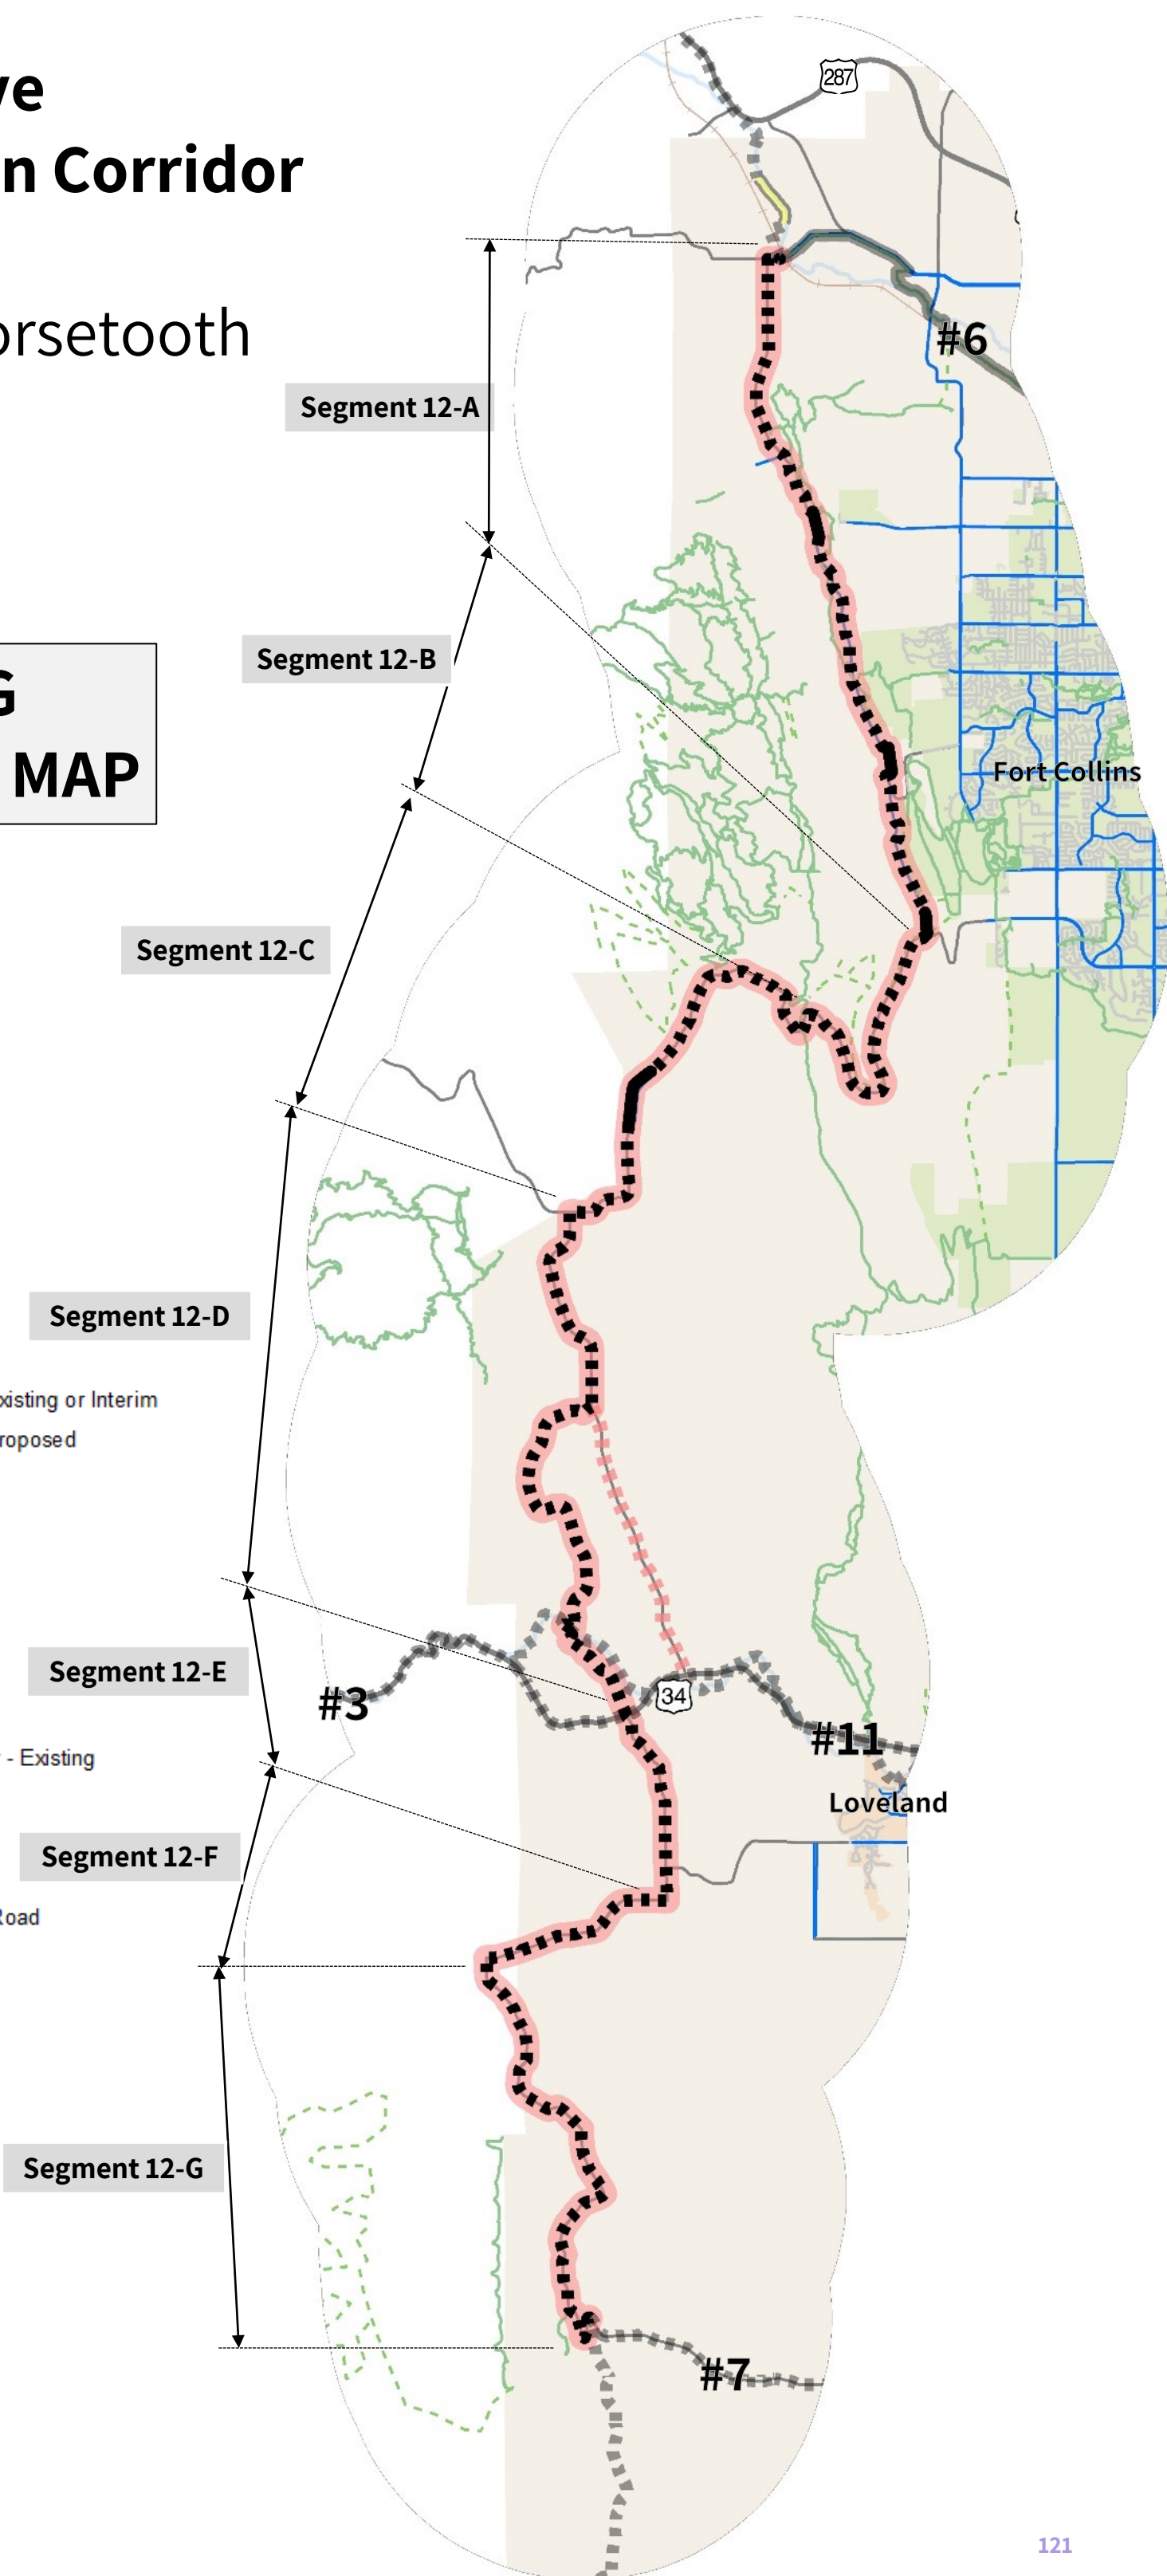 ve
n Corridor
orsetooth
G
MAP
287
#6
Segment 12-A
Segment 12-B
Fort Collins
Segment 12-C
Segment 12-D
xisting or Interim
roposed
Segment 12-E
#3
34
#11
- Existing
Loveland
Segment 12-F
Road
Segment 12-G
#7
121